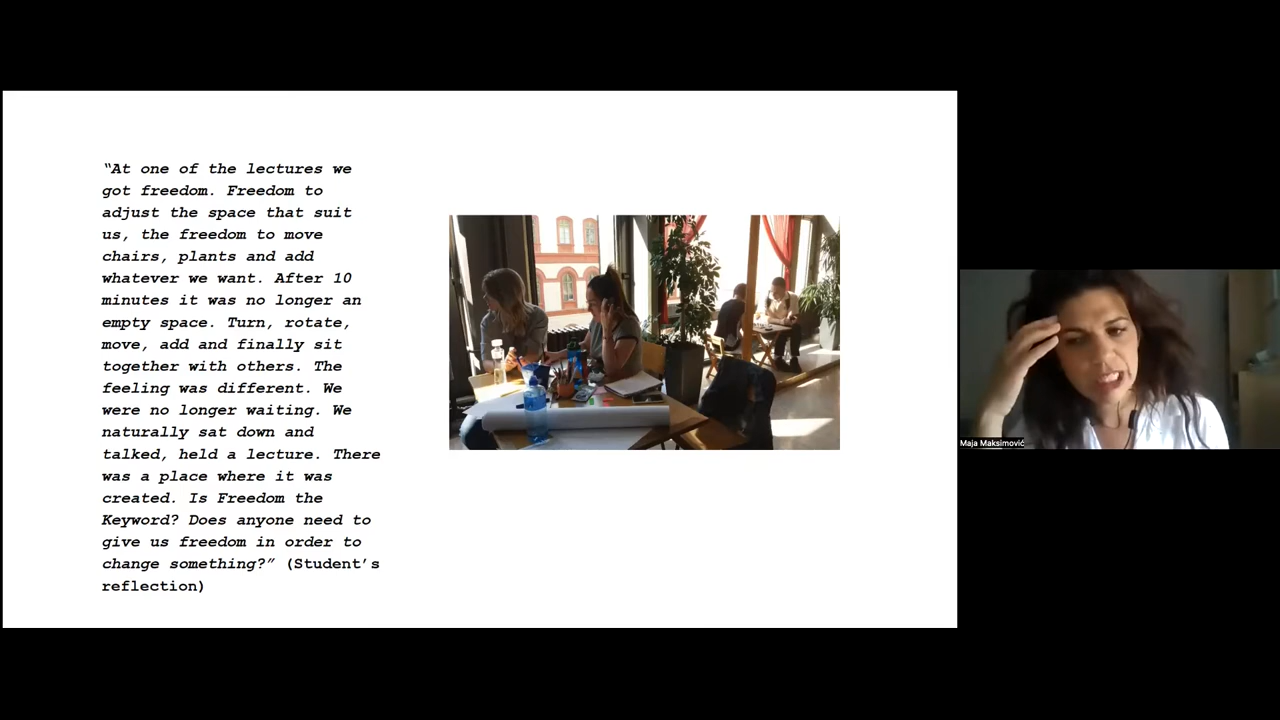 “At one of the lectures we
got freedom. Freedom to
adjust the space that suit
us, the freedom to move
chairs, plants and add
whatever we want. After 10
minutes it was no longer an
empty space. Turn, rotate,
move, add and finally sit
together with others. The
feeling was different. We
were no longer waiting. We
naturally sat down and
talked, held a lecture. There
was a place where it was
created. Is Freedom the
Keyword? Does anyone need to
give us freedom in order to
change something?” (Student’s
reflection)
Maja Maksimović